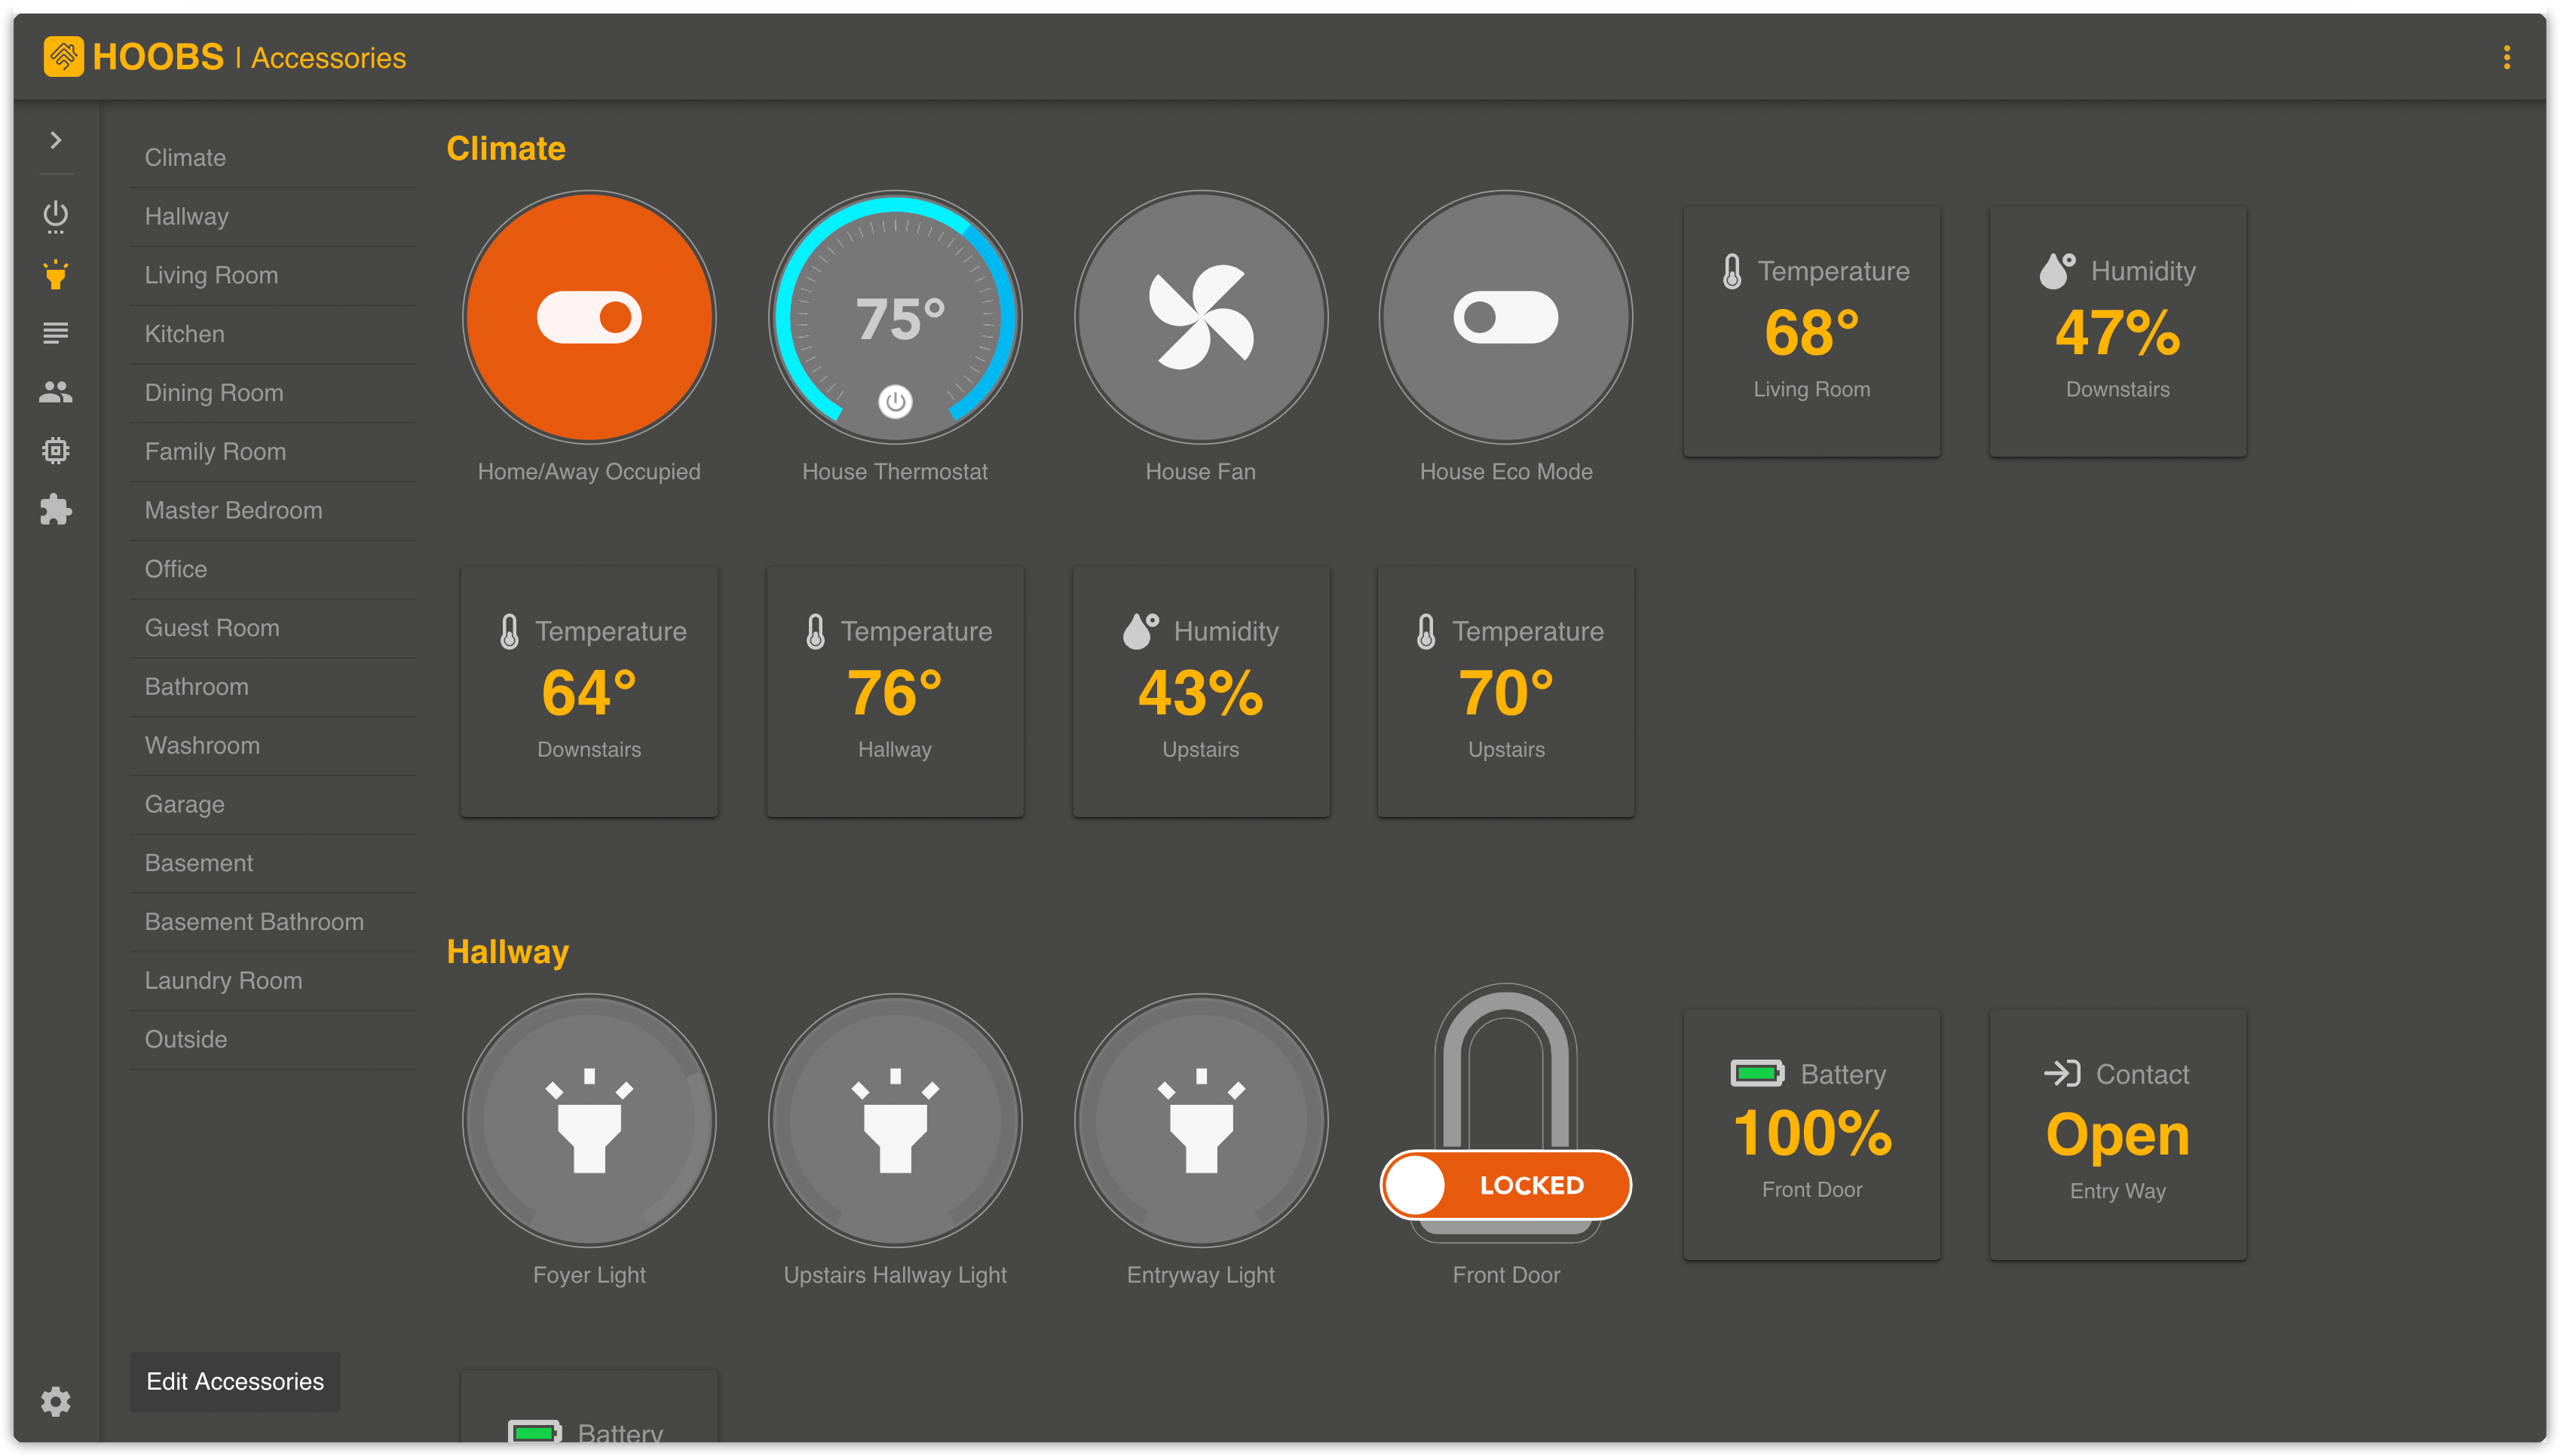 HOOBS | Accessories
Climate
Hallway
Living Room
Kitchen
Dining Room
Family Room
Master Bedroom
Office
Guest Room
Bathroom
Washroom
Garage
Basement
Basement Bathroom
Laundry Room
Outside
Edit Accessories
Climate
75°
Home/Away Occupied
House Thermostat
House Fan
House Eco Mode
Temperature
68°
Living Room
Humidity
47%
Downstairs
Temperature
64°
Downstairs
Temperature
76°
Hallway
Humidity
43%
Upstairs
Temperature
70°
Upstairs
Hallway
Foyer Light
Upstairs Hallway Light
Entryway Light
LOCKED
Front Door
Battery
100%
Front Door
Contact
Open
Entry Way
Battery